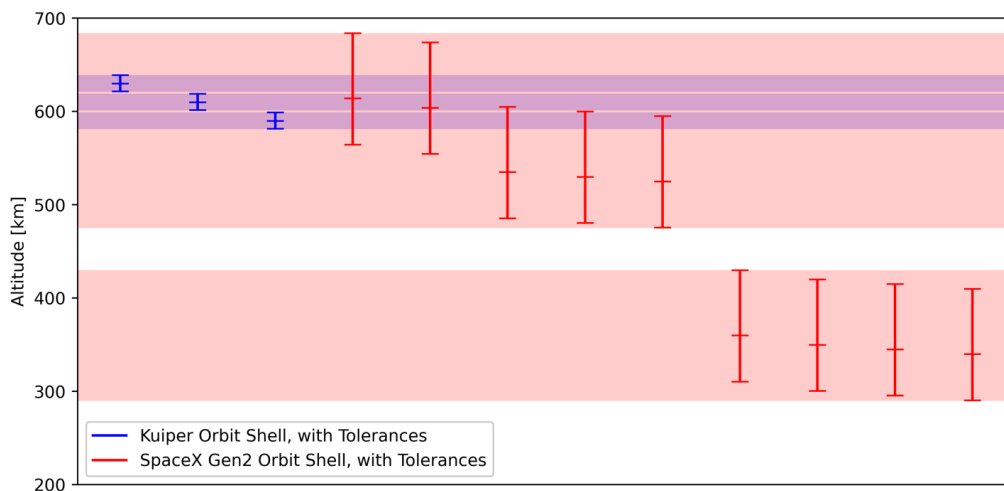 700
600
500
400
300
200
Altitude [km]
Kuiper Orbit Shell, with Tolerances
SpaceX Gen2 Orbit Shell, with Tolerances